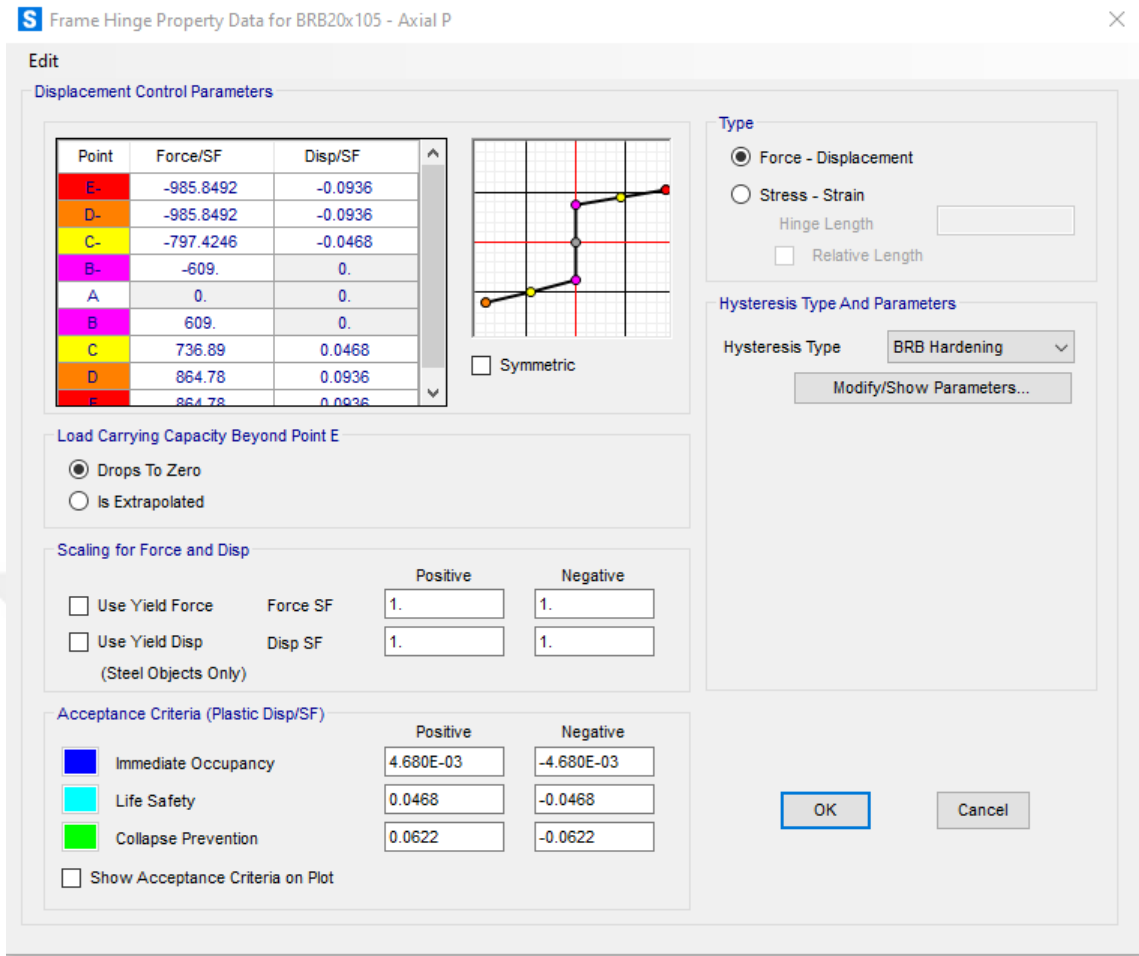 S Frame Hinge Property Data for BRB20x105 - Axial P
Edit
Displacement Control Parameters
Point Force/SF Disp/SF
E- -985.8492 -0.0936
D- -985.8492 -0.0936
C- -797.4246 -0.0468
B- -609. 0.
A 0. 0.
B 609. 0.
C 736.89 0.0468
D 864.78 0.0936
E 864.78 0.0936
Symmetric
Load Carrying Capacity Beyond Point E
Drops To Zero
Is Extrapolated
Scaling for Force and Disp
Positive Negative
Use Yield Force Force SF 1. 1.
Use Yield Disp Disp SF 1. 1.
(Steel Objects Only)
Acceptance Criteria (Plastic Disp/SF)
Positive Negative
Immediate Occupancy 4.680E-03 -4.680E-03
Life Safety 0.0468 -0.0468
Collapse Prevention 0.0622 -0.0622
Show Acceptance Criteria on Plot
Type
Force - Displacement
Stress - Strain
Hinge Length
Relative Length
Hysteresis Type And Parameters
Hysteresis Type BRB Hardening
Modify/Show Parameters...
OK Cancel